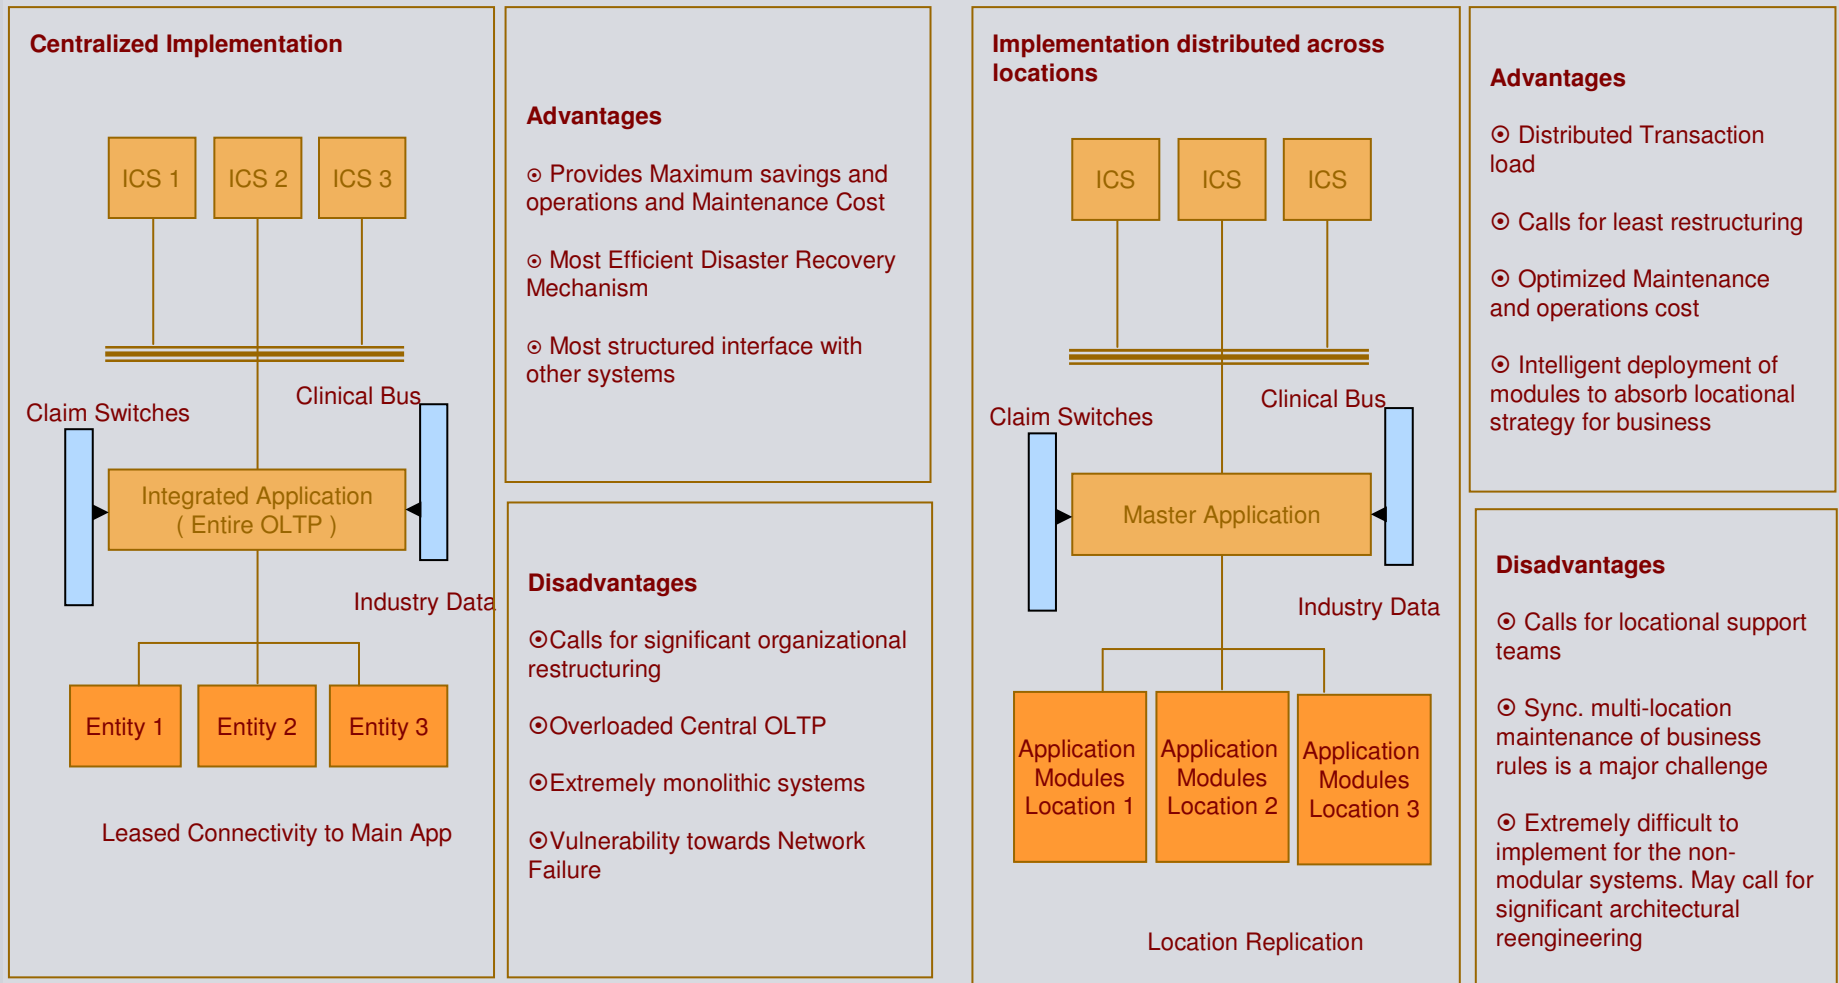 Centralized Implementation
ICS 1
ICS 2
ICS 3
Clinical Bus
Claim Switches
Integrated Application
( Entire OLTP )
Industry Data
Entity 1
Entity 2
Entity 3
Leased Connectivity to Main App
Advantages
⊙ Provides Maximum savings and
operations and Maintenance Cost
⊙ Most Efficient Disaster Recovery
Mechanism
⊙ Most structured interface with
other systems
Disadvantages
⊙Calls for significant organizational
restructuring
⊙Overloaded Central OLTP
⊙Extremely monolithic systems
⊙Vulnerability towards Network
Failure
Implementation distributed across
locations
ICS
ICS
ICS
Clinical Bus
Claim Switches
Master Application
Industry Data
Application
Modules
Location 1
Application
Modules
Location 2
Application
Modules
Location 3
Location Replication
Advantages
⊙ Distributed Transaction
load
⊙ Calls for least restructuring
⊙ Optimized Maintenance
and operations cost
⊙ Intelligent deployment of
modules to absorb locational
strategy for business
Disadvantages
⊙ Calls for locational support
teams
⊙ Sync. multi-location
maintenance of business
rules is a major challenge
⊙ Extremely difficult to
implement for the non-
modular systems. May call for
significant architectural
reengineering